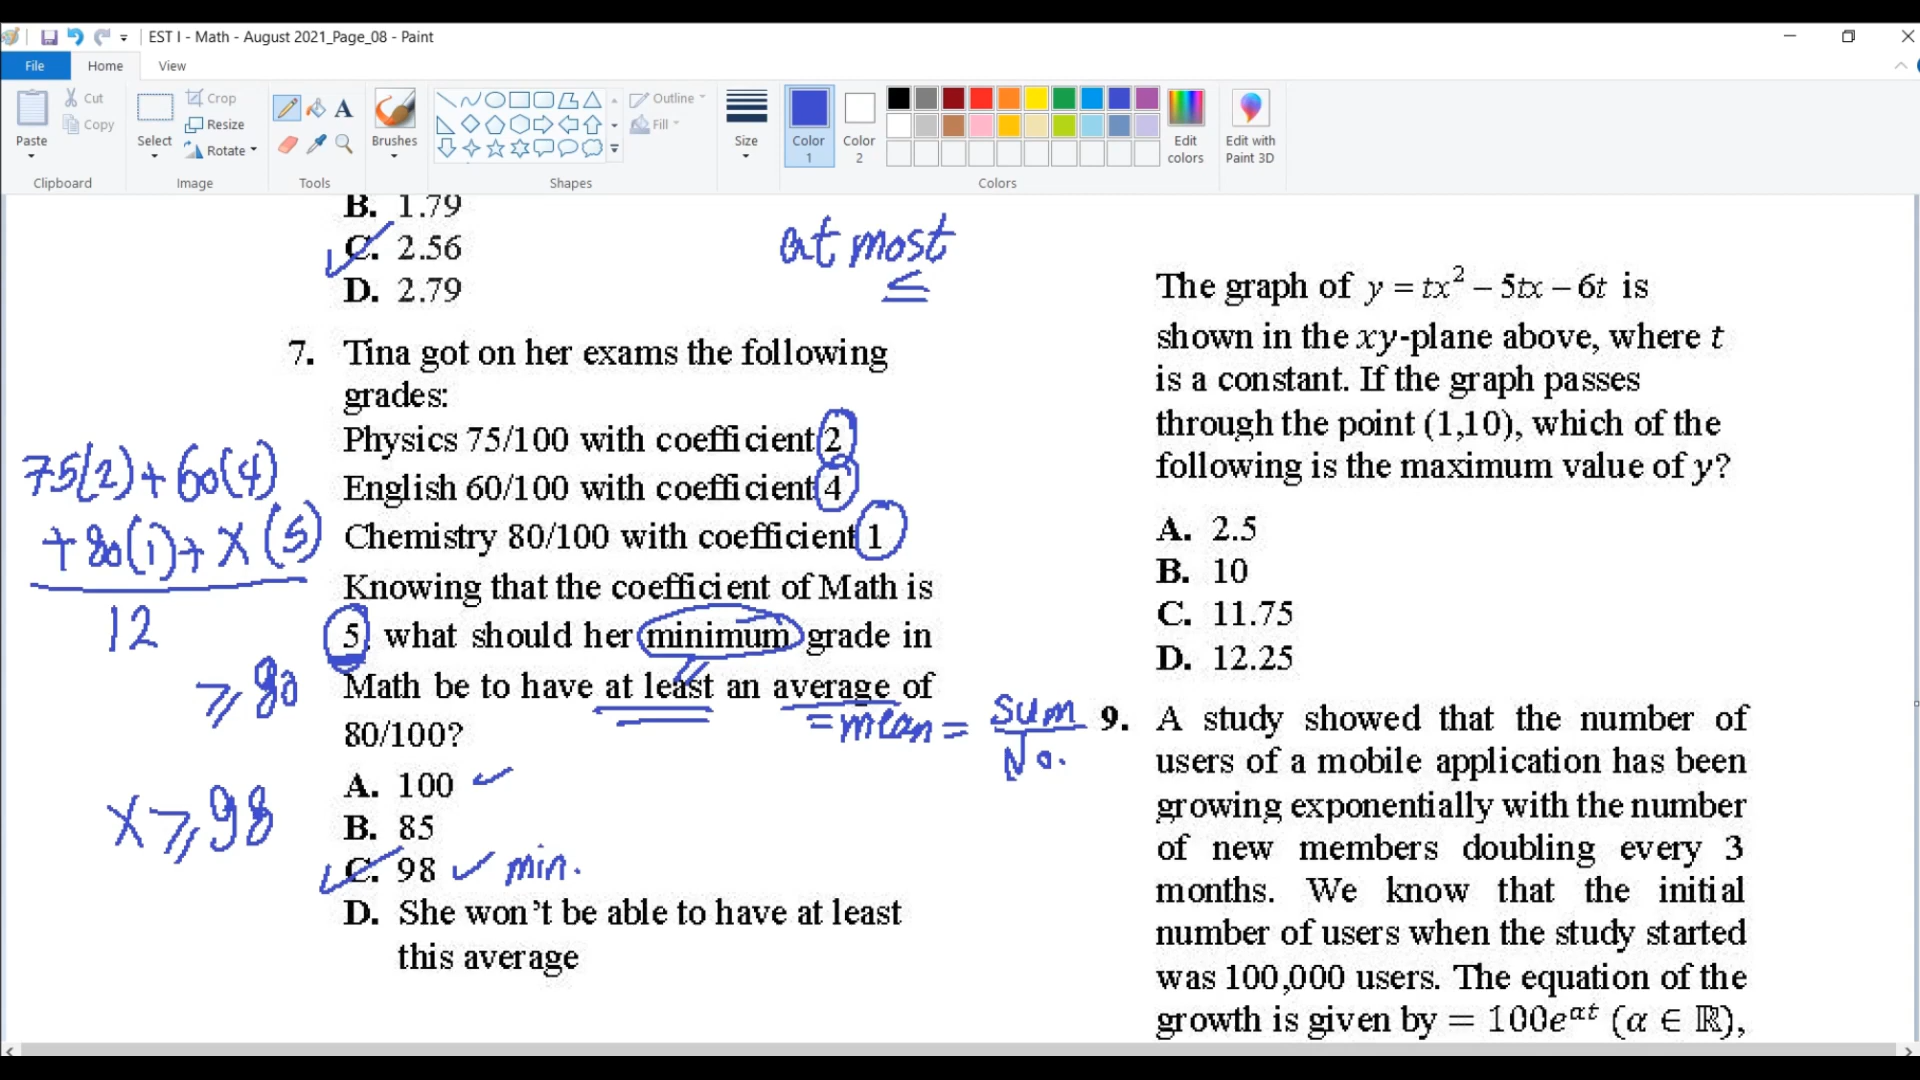 EST I - Math - August 2021_Page_08 - Paint
File Home View
Paste
Cut
Copy
Clipboard
Select
Crop
Resize
Rotate
Image
A
Tools
Brushes
Shapes
Outline
Fill
Size
Color 1
Color 2
Edit colors
Edit with Paint 3D
Colors
B. 1.79
C. 2.56
D. 2.79
at most
≤
7. Tina got on her exams the following
grades:
Physics 75/100 with coefficient 2
English 60/100 with coefficient 4
Chemistry 80/100 with coefficient 1
Knowing that the coefficient of Math is
5, what should her minimum grade in
Math be to have at least an average of
80/100?
= mean = sum / No.
75(2) + 60(4)
+ 80(1) + x (5)
12
≥ 80
x ≥ 98
A. 100
B. 85
C. 98 min.
D. She won't be able to have at least
this average
The graph of y = tx² – 5tx – 6t is
shown in the xy-plane above, where t
is a constant. If the graph passes
through the point (1,10), which of the
following is the maximum value of y?
A. 2.5
B. 10
C. 11.75
D. 12.25
9. A study showed that the number of
users of a mobile application has been
growing exponentially with the number
of new members doubling every 3
months. We know that the initial
number of users when the study started
was 100,000 users. The equation of the
growth is given by = 100e^αt (α ∈ ℝ),